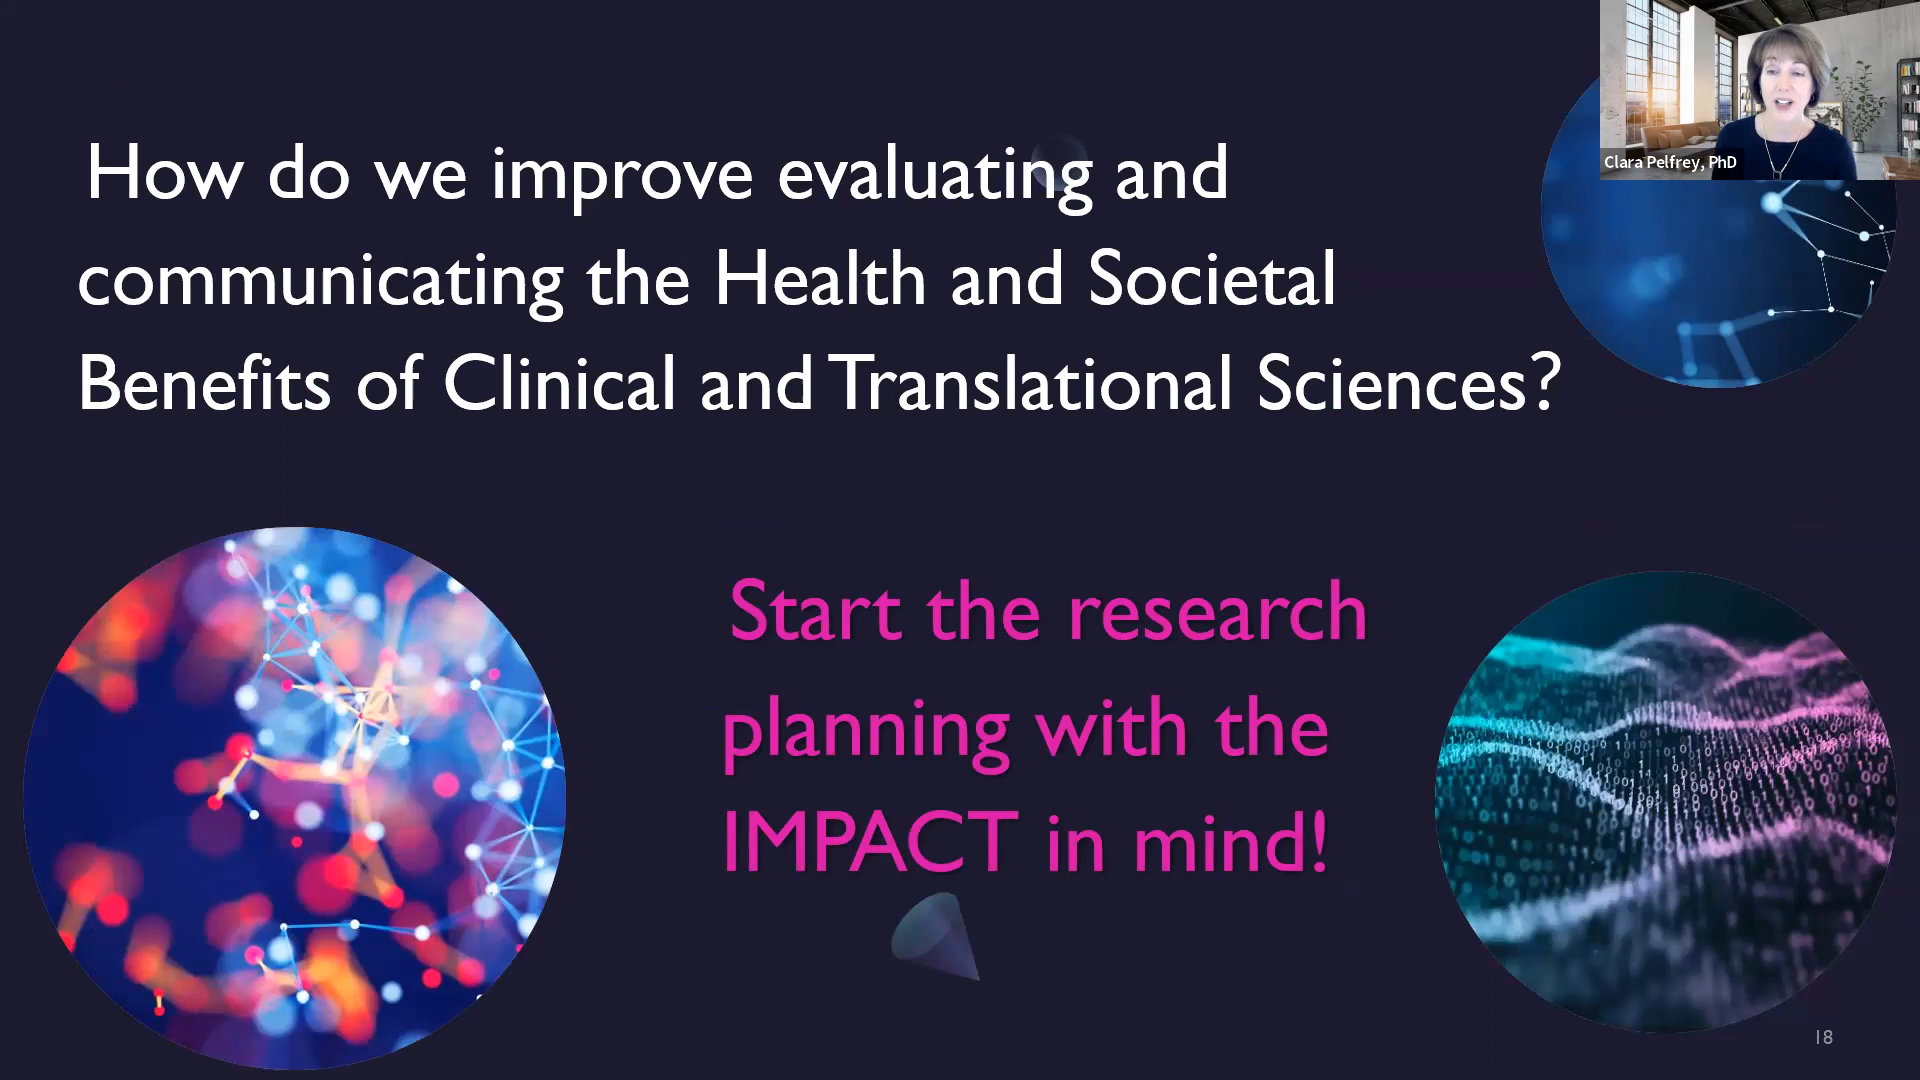 Clara Pelfrey, PhD
How do we improve evaluating and
communicating the Health and Societal
Benefits of Clinical and Translational Sciences?
Start the research
planning with the
IMPACT in mind!
18